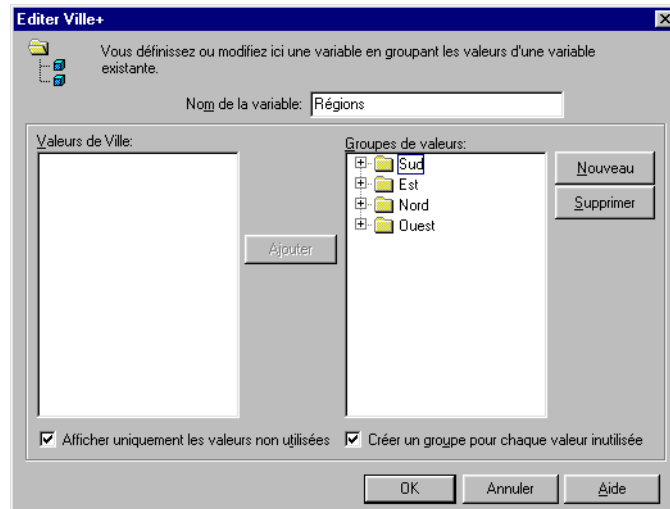 Editer Ville+
Vous définissez ou modifiez ici une variable en groupant les valeurs d'une variable
existante.
Nom de la variable: Régions
Valeurs de Ville:
Groupes de valeurs:
Sud
Est
Nord
Ouest
Nouveau
Supprimer
Ajouter
Afficher uniquement les valeurs non utilisées
Créer un groupe pour chaque valeur inutilisée
OK
Annuler
Aide